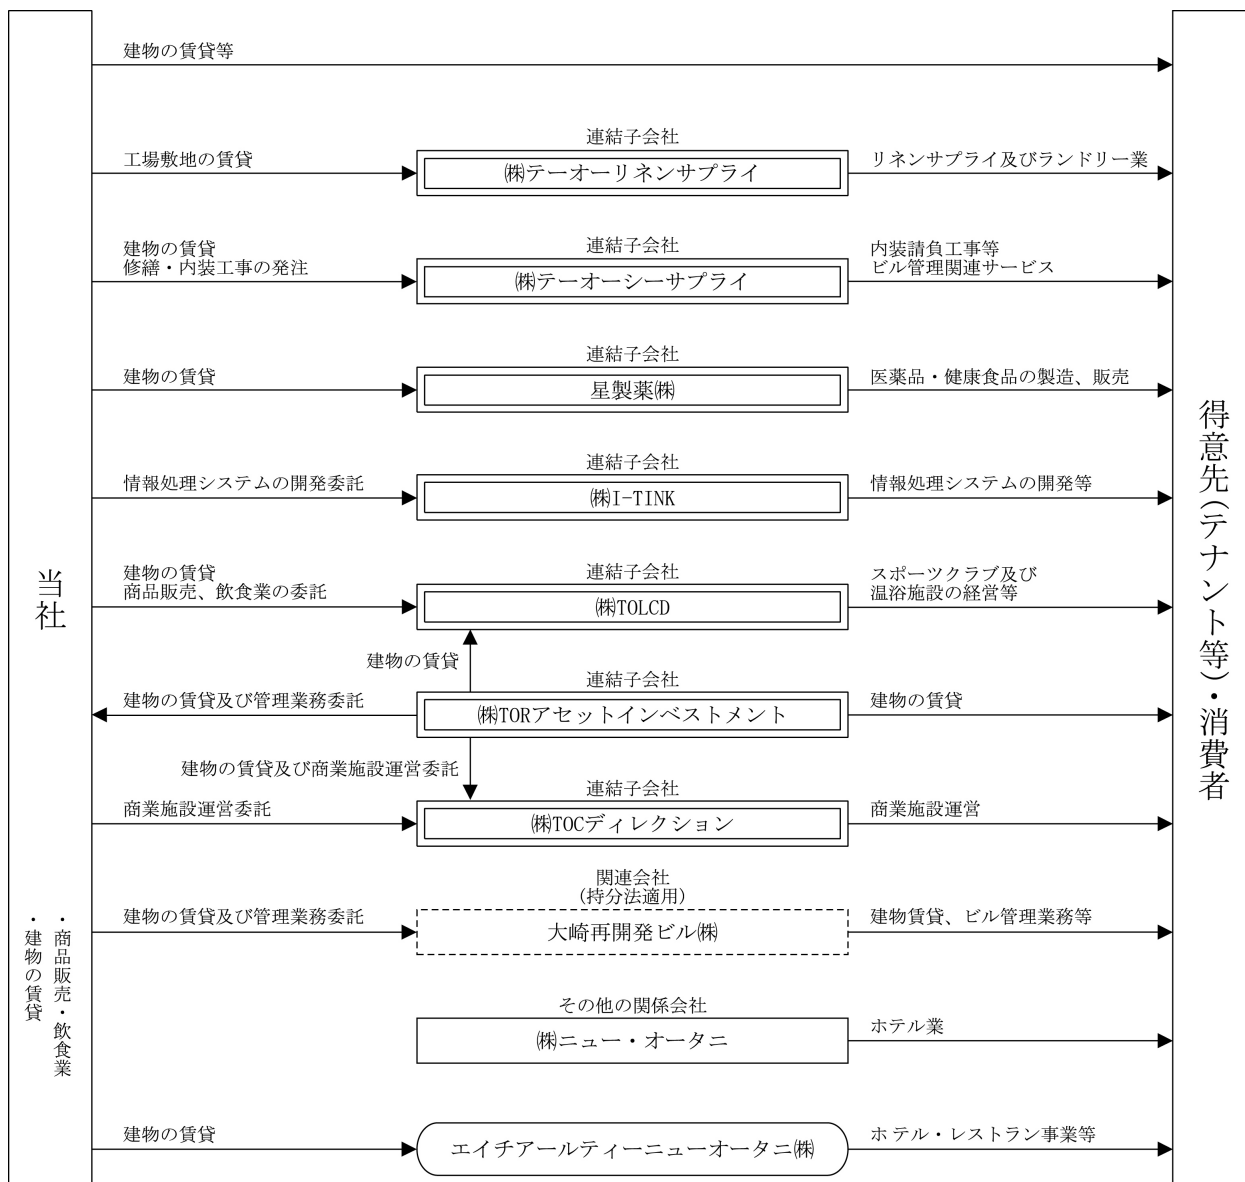 建物の賃貸等
連結子会社
工場敷地の賃貸
㈱テーオーリネンサプライ
リネンサプライ及びランドリー業
連結子会社
建物の賃貸
修繕・内装工事の発注
㈱テーオーシーサプライ
内装請負工事等
ビル管理関連サービス
連結子会社
建物の賃貸
星製薬㈱
医薬品・健康食品の製造、販売
連結子会社
情報処理システムの開発委託
㈱I-TINK
情報処理システムの開発等
連結子会社
建物の賃貸
商品販売、飲食業の委託
㈱TOLCD
スポーツクラブ及び
温浴施設の経営等
当社
建物の賃貸
連結子会社
建物の賃貸及び管理業務委託
㈱TORアセットインベストメント
建物の賃貸
得意先(テナント等)・消費者
建物の賃貸及び商業施設運営委託
連結子会社
商業施設運営委託
㈱TOCディレクション
商業施設運営
関連会社
(持分法適用)
建物の賃貸及び管理業務委託
大崎再開発ビル㈱
建物賃貸、ビル管理業務等
・商品販売・飲食業
・建物の賃貸
その他の関係会社
㈱ニュー・オータニ
ホテル業
建物の賃貸
エイチアールティーニューオータニ㈱
ホテル・レストラン事業等